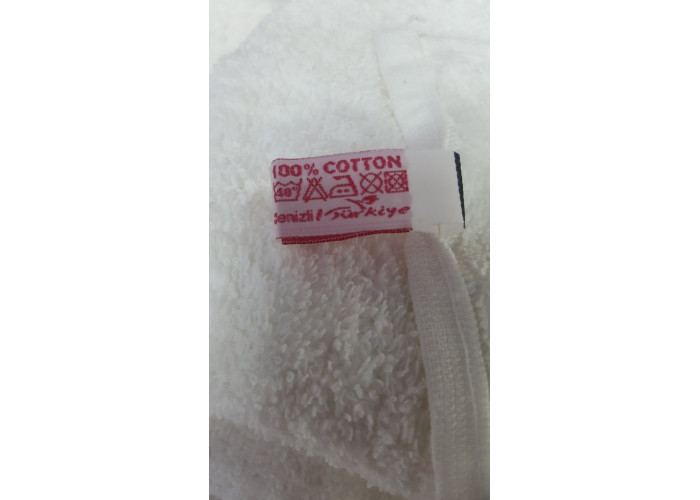 100% COTTON
40°
Denizli / Türkiye